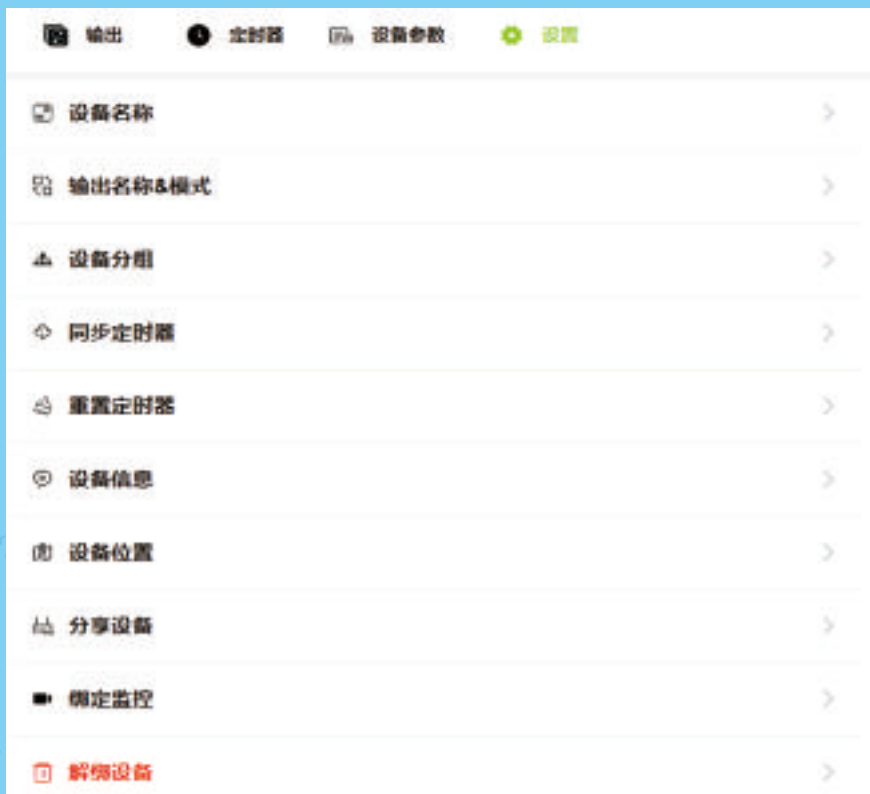 输出 定时器 设备参数 设置
设备名称
输出名称&模式
设备分组
同步定时器
重置定时器
设备信息
设备位置
分享设备
绑定监控
解绑设备